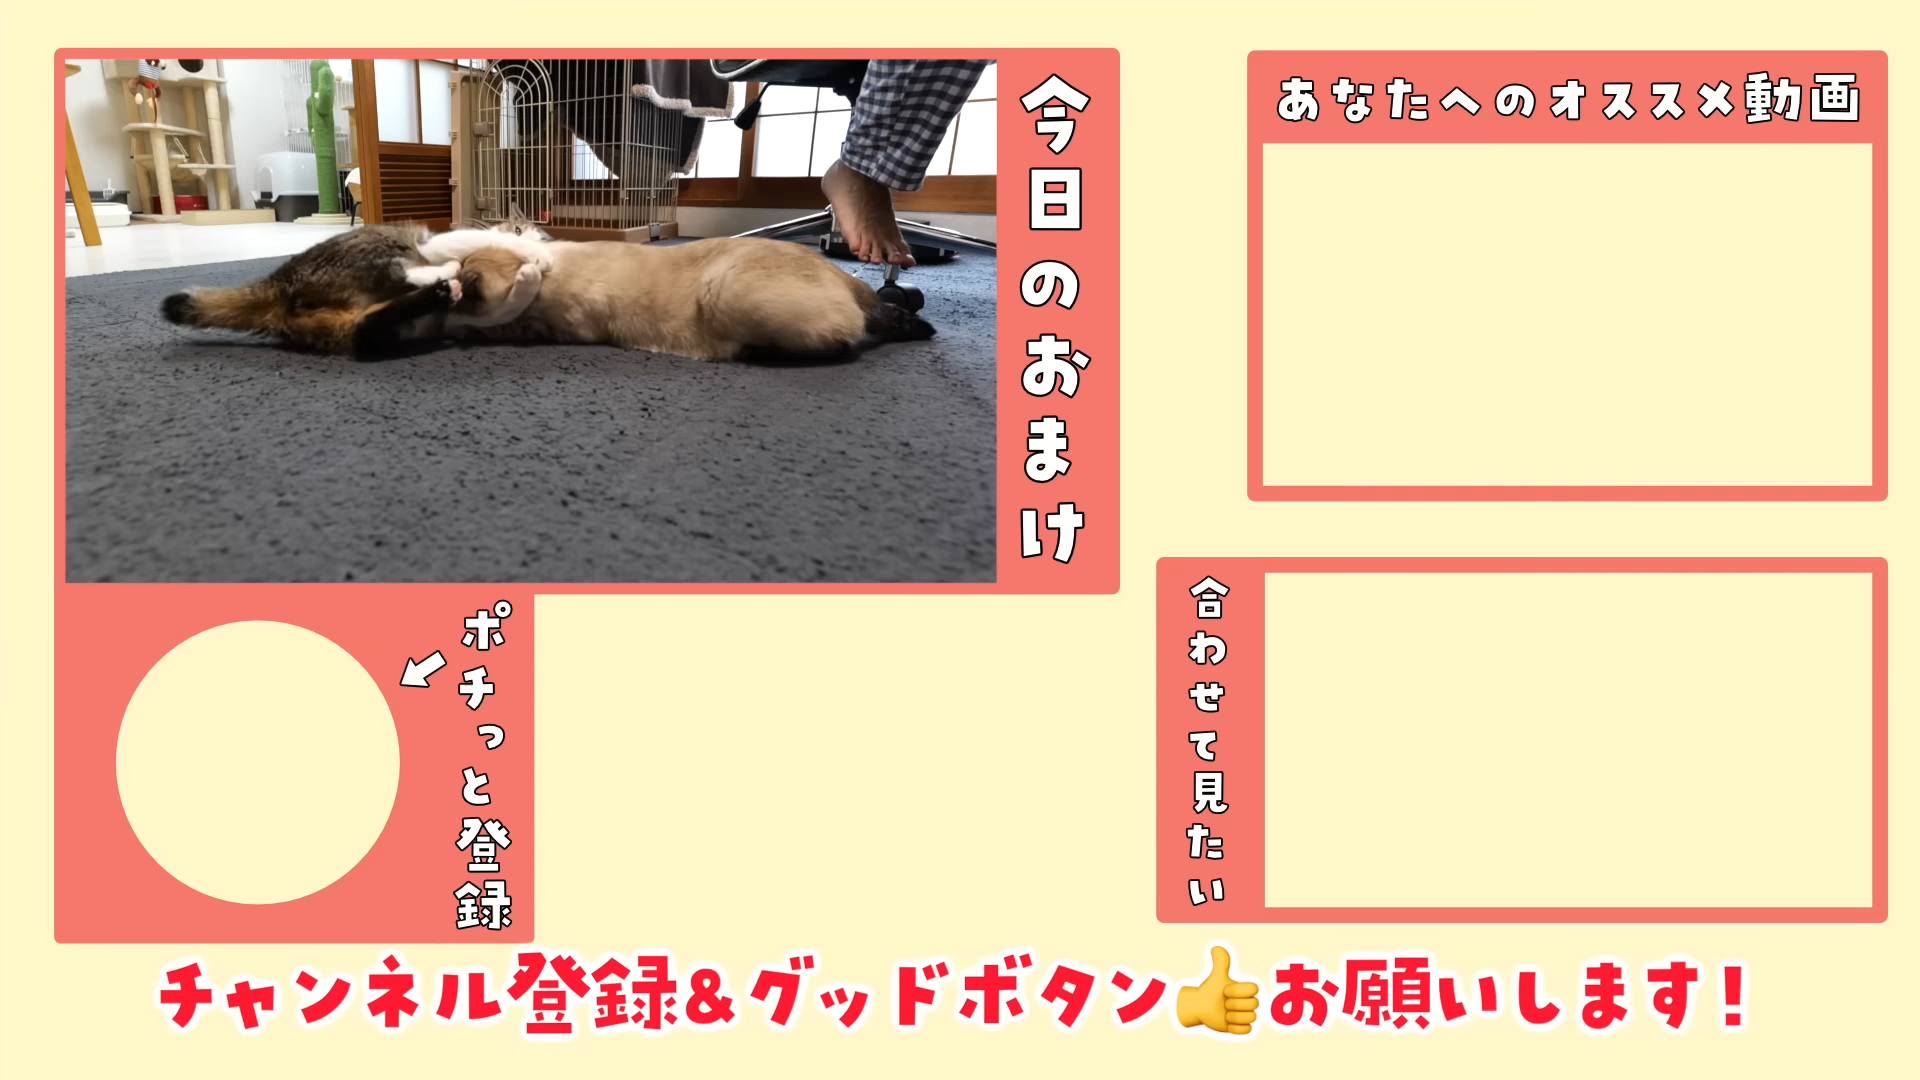 今日のおまけ
あなたへのオススメ動画
ポチっと登録
合わせて見たい
チャンネル登録&グッドボタン👍お願いします!